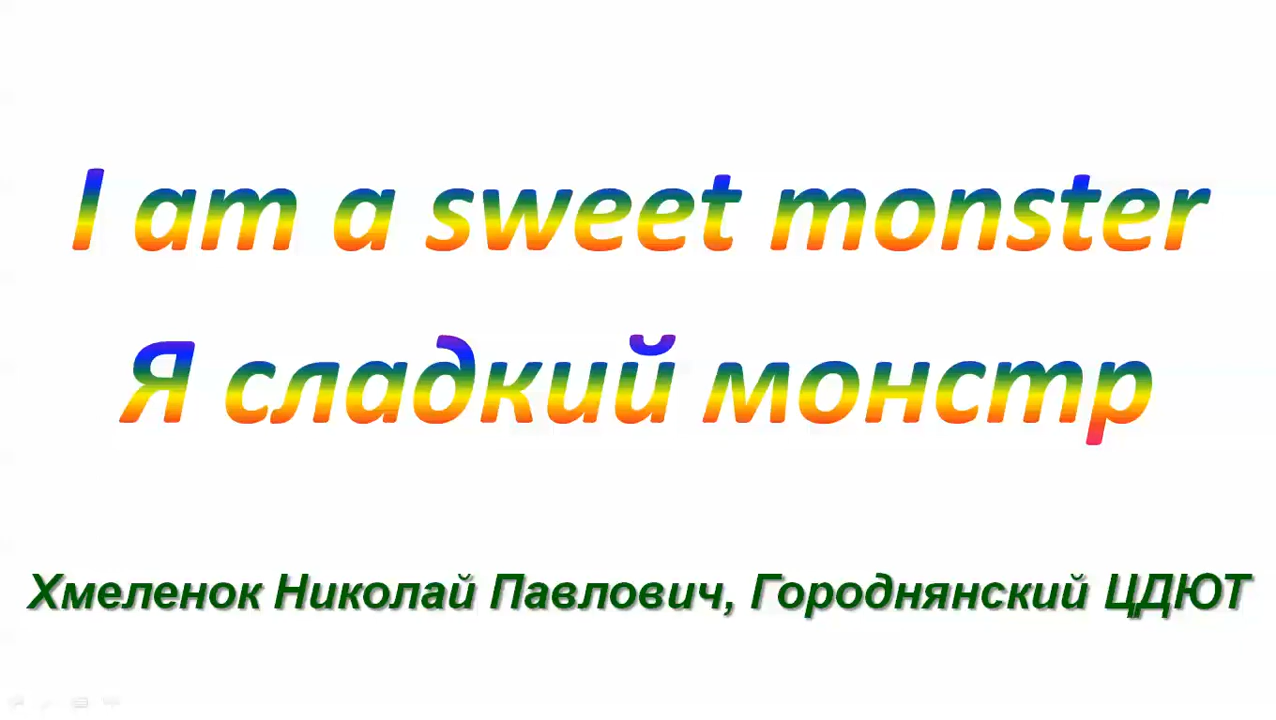 I am a sweet monster
Я сладкий монстр
Хмеленок Николай Павлович, Городнянский ЦДЮТ